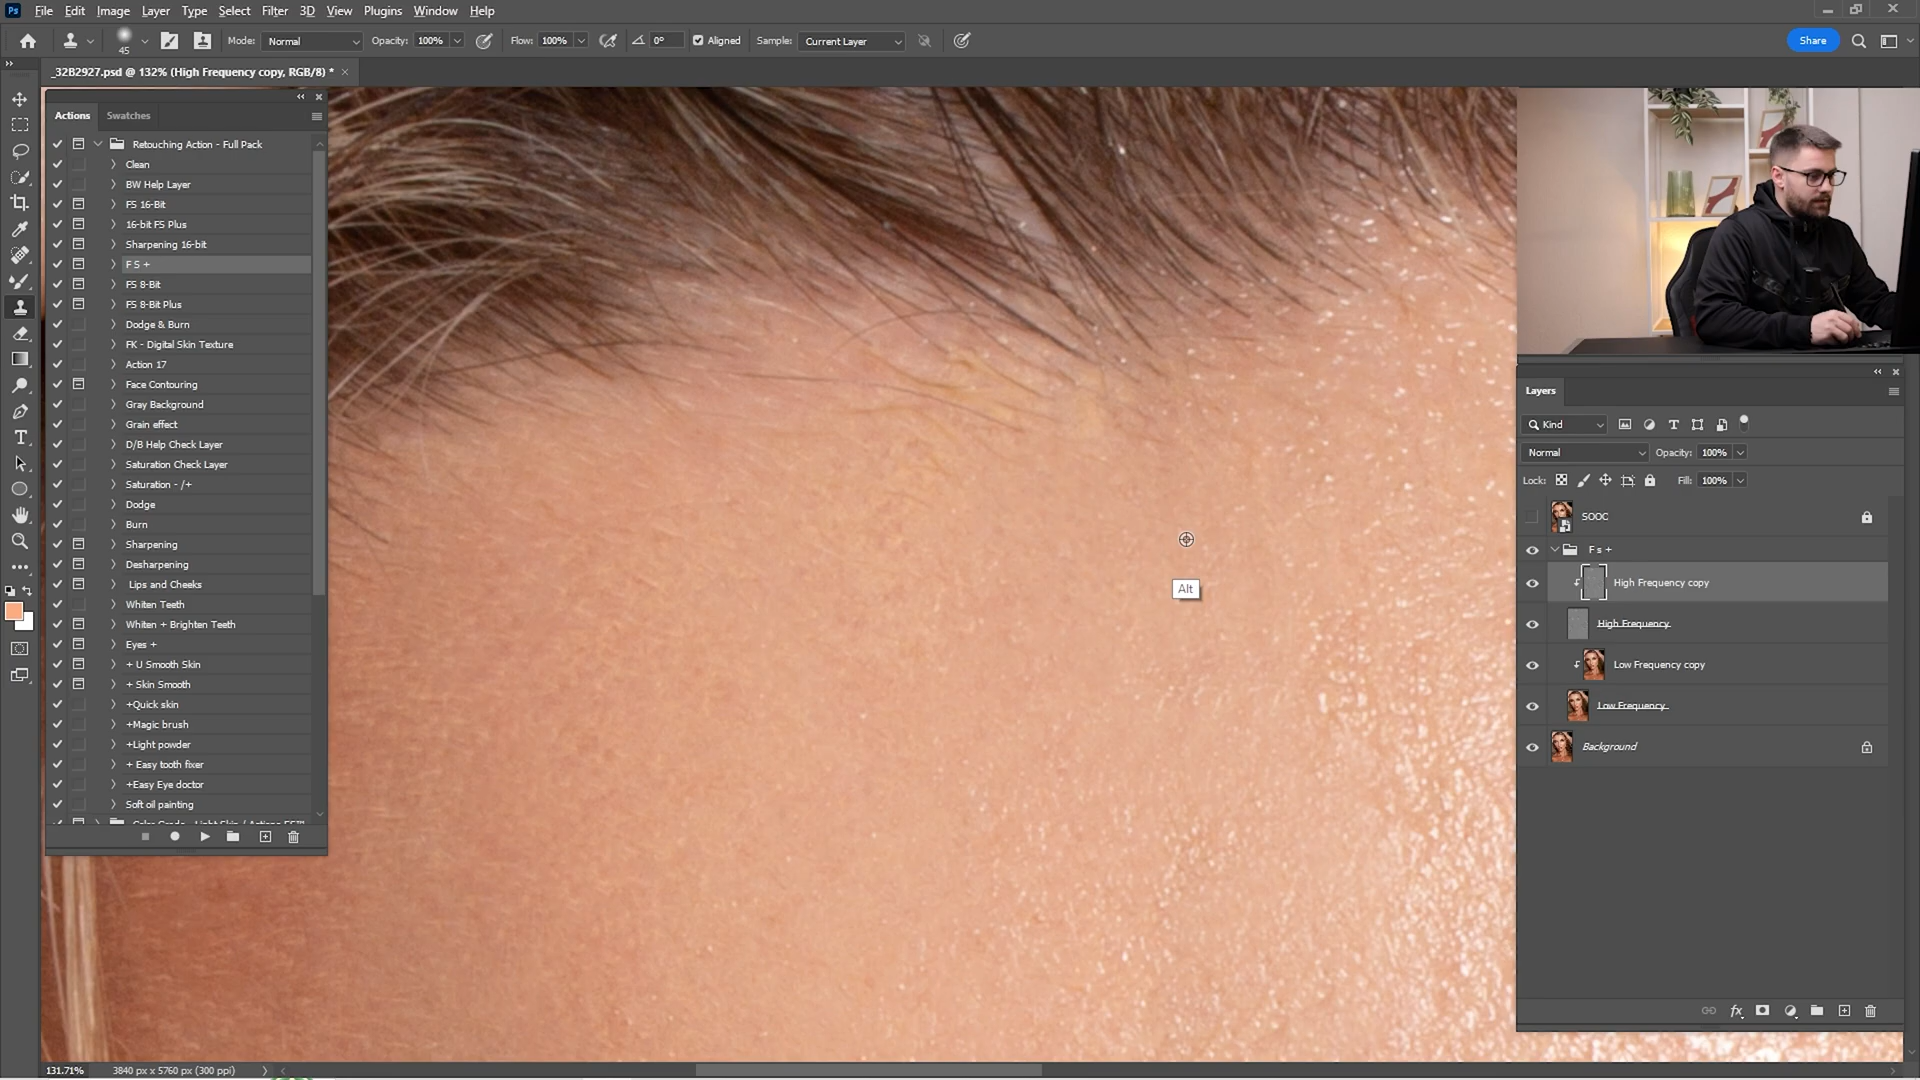 Ps File Edit Image Layer Type Select Filter 3D View Plugins Window Help
45 Mode: Normal Opacity: 100% Flow: 100% 0° Aligned Sample: Current Layer Share
_32B2927.psd @ 132% (High Frequency copy, RGB/8) *
Actions Swatches
Retouching Action - Full Pack
Clean
BW Help Layer
FS 16-Bit
16-bit FS Plus
Sharpening 16-bit
F S +
FS 8-Bit
FS 8-Bit Plus
Dodge & Burn
FK - Digital Skin Texture
Action 17
Face Contouring
Gray Background
Grain effect
D/B Help Check Layer
Saturation Check Layer
Saturation - /+
Dodge
Burn
Sharpening
Desharpening
Lips and Cheeks
Whiten Teeth
Whiten + Brighten Teeth
Eyes +
+ U Smooth Skin
+ Skin Smooth
+Quick skin
+Magic brush
+Light powder
+ Easy tooth fixer
+Easy Eye doctor
Soft oil painting
Alt
Layers
Kind
Normal Opacity: 100%
Lock: Fill: 100%
SOOC
F s +
High Frequency copy
High Frequency
Low Frequency copy
Low Frequency
Background
fx
131.71% 3840 px x 5760 px (300 ppi)